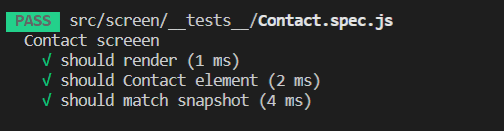 PASS src/screen/__tests__/Contact.spec.js
Contact screeen
√ should render (1 ms)
√ should Contact element (2 ms)
√ should match snapshot (4 ms)